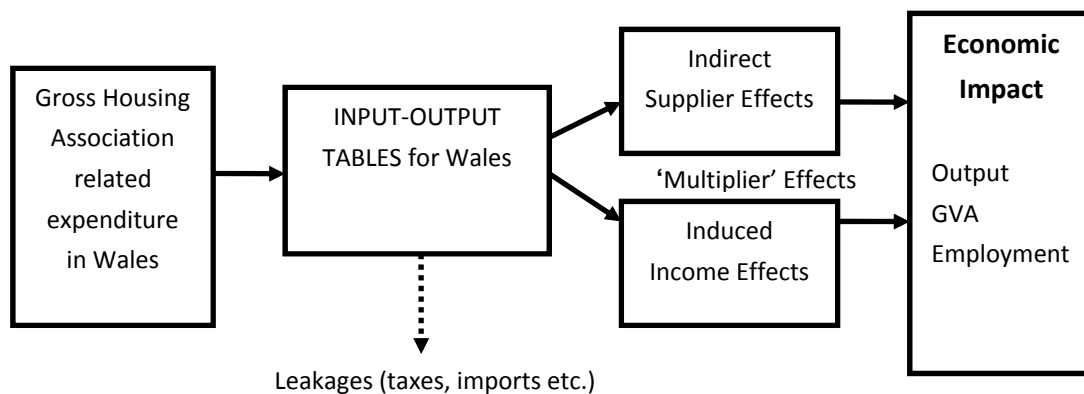 Gross Housing
Association
related
expenditure
in Wales
INPUT-OUTPUT
TABLES for Wales
Leakages (taxes, imports etc.)
Indirect
Supplier Effects
‘Multiplier’ Effects
Induced
Income Effects
Economic
Impact
Output
GVA
Employment